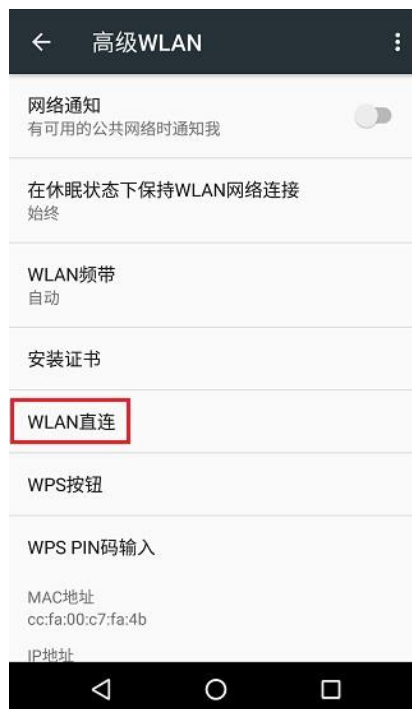 高级WLAN
网络通知
有可用的公共网络时通知我
在休眠状态下保持WLAN网络连接
始终
WLAN频带
自动
安装证书
WLAN直连
WPS按钮
WPS PIN码输入
MAC地址
cc:fa:00:c7:fa:4b
IP地址